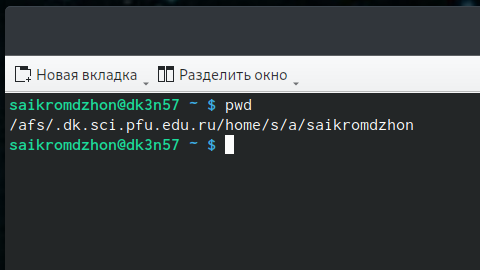 Новая вкладка Разделить окно
saikromdzhon@dk3n57 ~ $ pwd
/afs/.dk.sci.pfu.edu.ru/home/s/a/saikromdzhon
saikromdzhon@dk3n57 ~ $